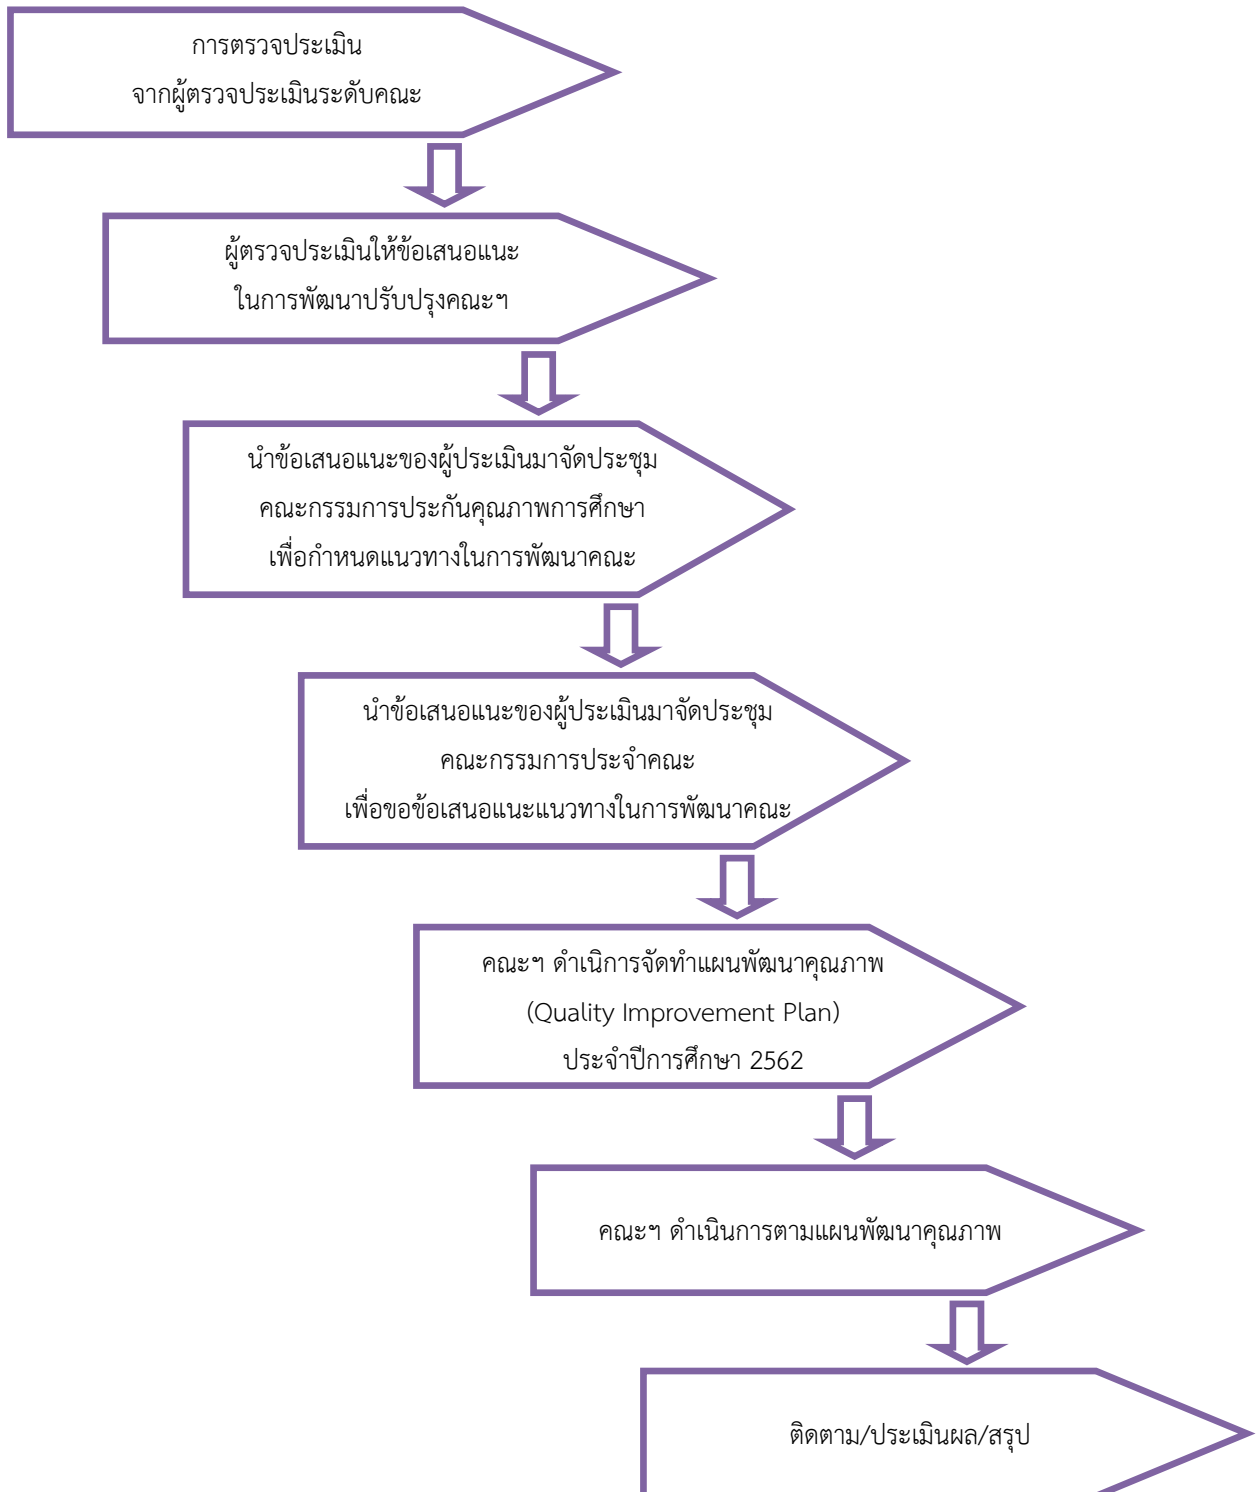 การตรวจประเมิน
จากผู้ตรวจประเมินระดับคณะ
ผู้ตรวจประเมินให้ข้อเสนอแนะ
ในการพัฒนาปรับปรุงคณะฯ
นำข้อเสนอแนะของผู้ประเมินมาจัดประชุม
คณะกรรมการประกันคุณภาพการศึกษา
เพื่อกำหนดแนวทางในการพัฒนาคณะ
นำข้อเสนอแนะของผู้ประเมินมาจัดประชุม
คณะกรรมการประจำคณะ
เพื่อขอข้อเสนอแนะแนวทางในการพัฒนาคณะ
คณะฯ ดำเนิการจัดทำแผนพัฒนาคุณภาพ
(Quality Improvement Plan)
ประจำปีการศึกษา 2562
คณะฯ ดำเนินการตามแผนพัฒนาคุณภาพ
ติดตาม/ประเมินผล/สรุป